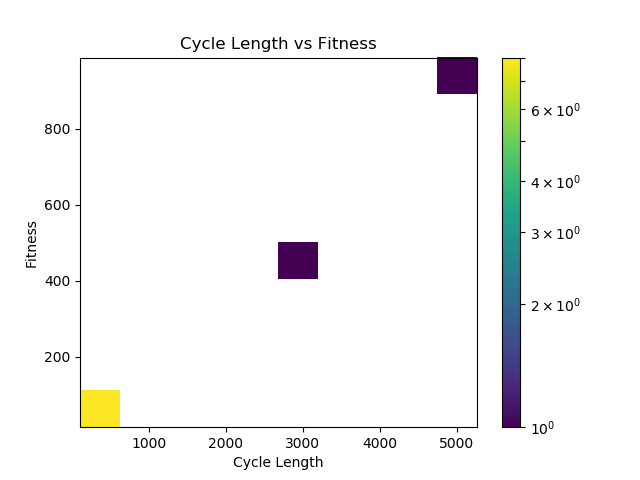 Cycle Length vs Fitness
Fitness
800
600
400
200
1000 2000 3000 4000 5000
Cycle Length
6 × 10⁰
4 × 10⁰
3 × 10⁰
2 × 10⁰
10⁰